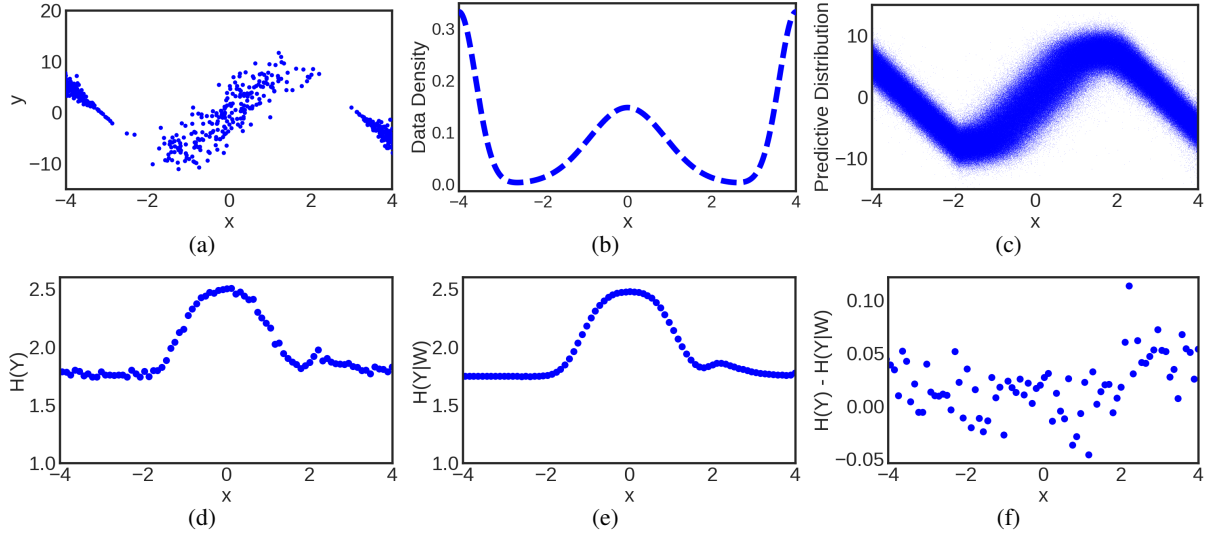 20
10
0
−10
−4
−2
0
2
4
y
x
(a)
0.3
0.2
0.1
0.0
−4
−2
0
2
4
Data Density
x
(b)
10
0
−10
−4
−2
0
2
4
Predictive Distribution
x
(c)
2.5
2.0
1.5
1.0
−4
−2
0
2
4
H(Y)
x
(d)
2.5
2.0
1.5
1.0
−4
−2
0
2
4
H(Y|W)
x
(e)
0.10
0.05
0.00
−0.05
−4
−2
0
2
4
H(Y) - H(Y|W)
x
(f)